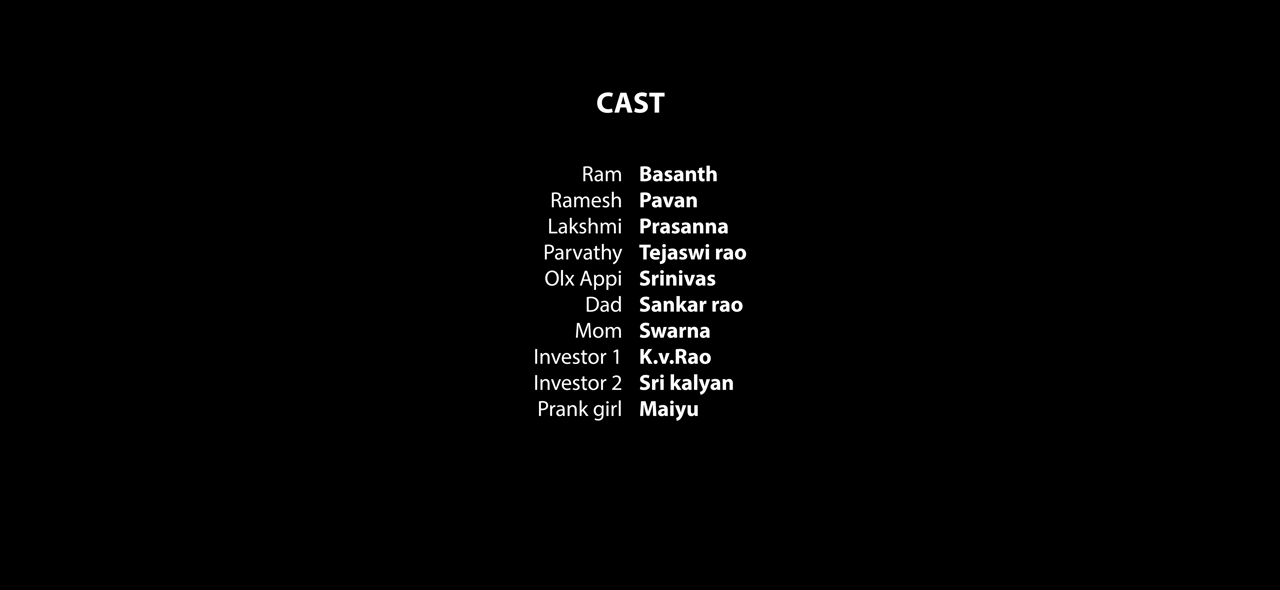 CAST
Ram Basanth
Ramesh Pavan
Lakshmi Prasanna
Parvathy Tejaswi rao
Olx Appi Srinivas
Dad Sankar rao
Mom Swarna
Investor 1 K.v.Rao
Investor 2 Sri kalyan
Prank girl Maiyu